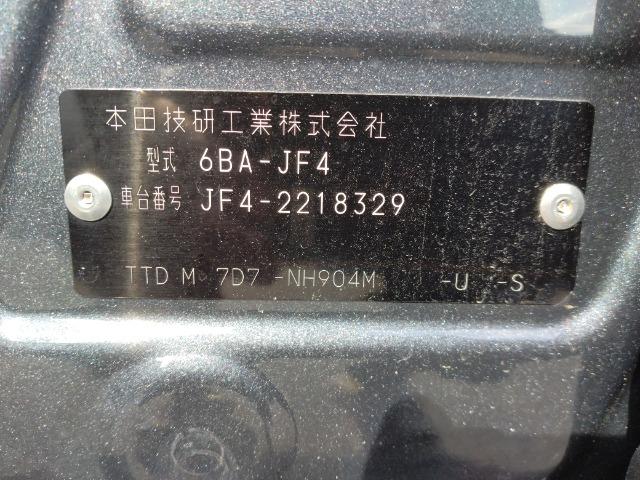 本田技研工業株式会社
型式 6BA-JF4
車台番号 JF4-2218329
TTD M 7D7 -NH904M -U -S